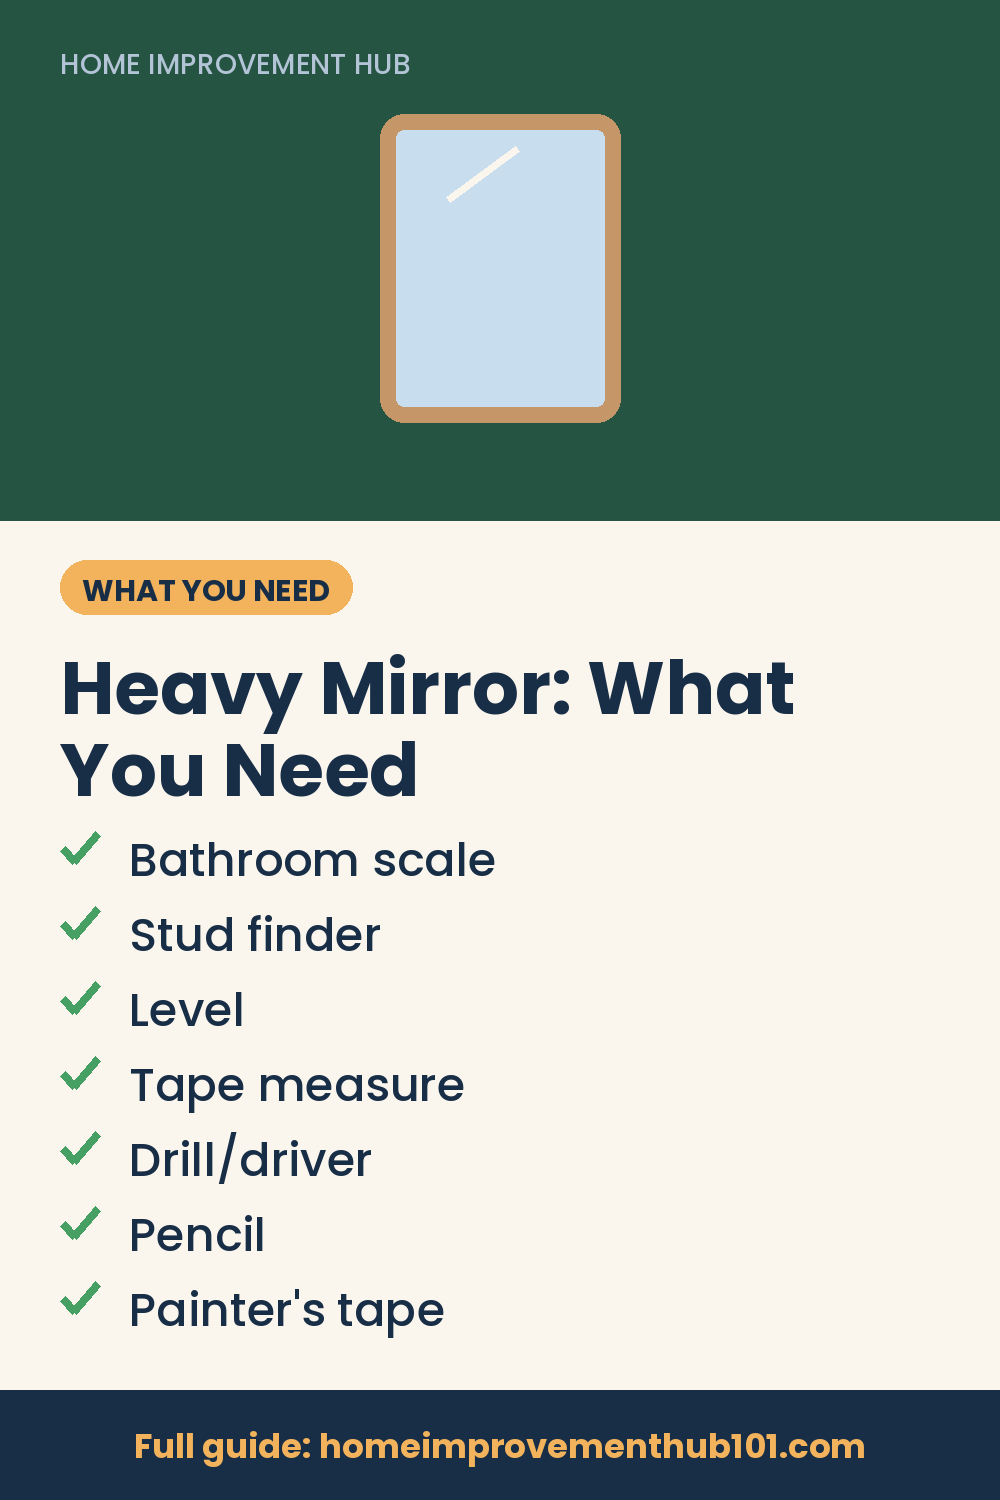 HOME IMPROVEMENT HUB
WHAT YOU NEED
Heavy Mirror: What
You Need
Bathroom scale
Stud finder
Level
Tape measure
Drill/driver
Pencil
Painter's tape
Full guide: homeimprovementhub101.com